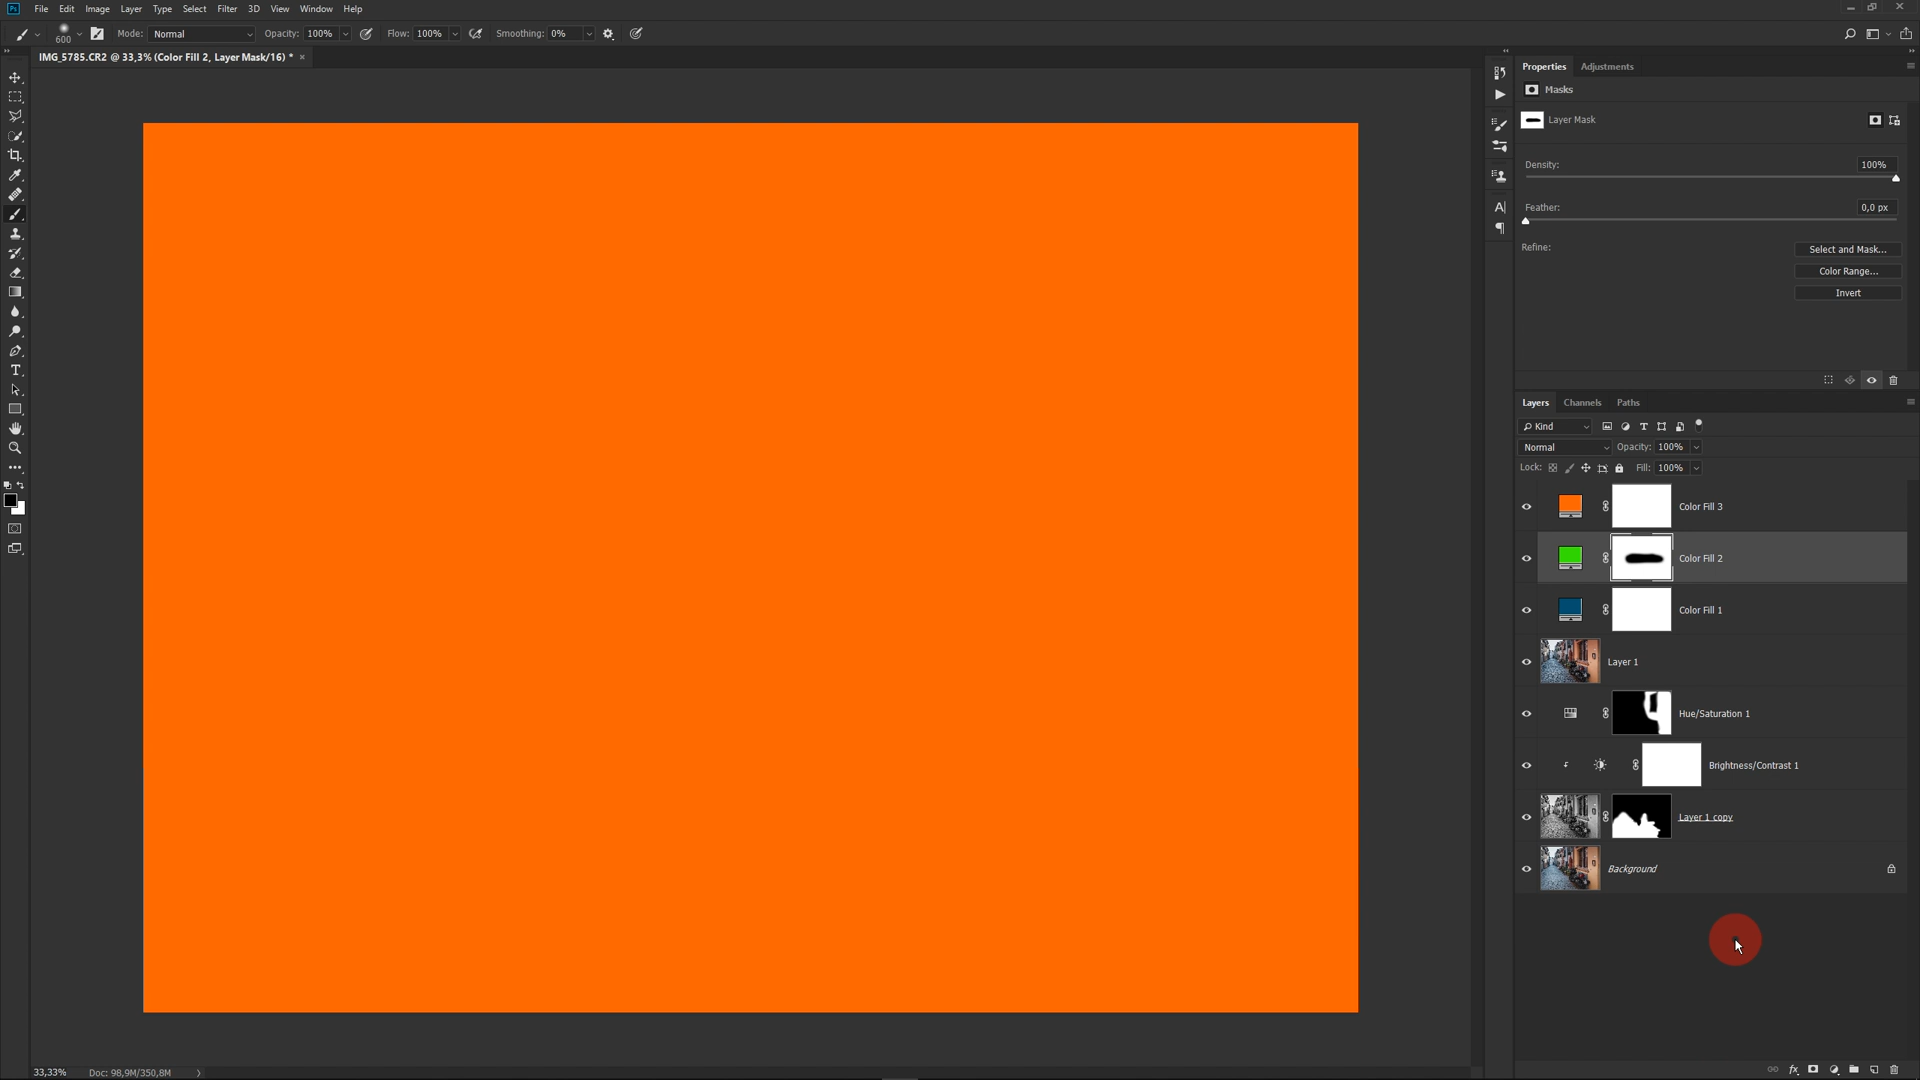 Ps File Edit Image Layer Type Select Filter 3D View Window Help
600 Mode: Normal Opacity: 100% Flow: 100% Smoothing: 0%
IMG_5785.CR2 @ 33,3% (Color Fill 2, Layer Mask/16) * ×
Properties Adjustments
Masks
Layer Mask
Density: 100%
Feather: 0,0 px
Refine: Select and Mask...
Color Range...
Invert
Layers Channels Paths
Kind
Normal Opacity: 100%
Lock: Fill: 100%
Color Fill 3
Color Fill 2
Color Fill 1
Layer 1
Hue/Saturation 1
Brightness/Contrast 1
Layer 1 copy
Background
33,33% Doc: 98,9M/350,8M